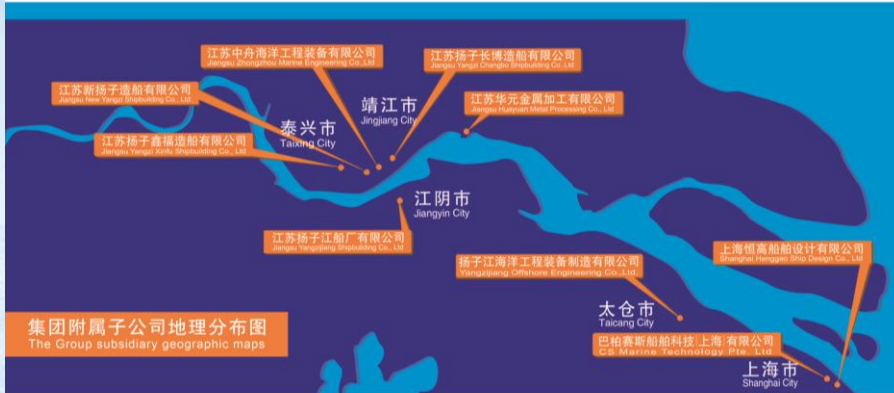 江苏中舟海洋工程装备有限公司
Jiangsu Zhongzhou Marine Engineering Co.,Ltd
江苏扬子长博造船有限公司
Jiangsu Yangzi Changbo Shipbuilding Co.,Ltd
江苏新扬子造船有限公司
Jiangsu New Yangzi Shipbuilding Co., Ltd
靖江市
Jingjiang City
江苏华元金属加工有限公司
Jiangsu Huayuan Metal Processing Co., Ltd
泰兴市
Taixing City
江苏扬子鑫福造船有限公司
Jiangsu Yangzi Xinfu Shipbuilding Co., Ltd
江阴市
Jiangyin City
江苏扬子江船厂有限公司
Jiangsu Yangzijiang Shipbuilding Co., Ltd
上海恒高船舶设计有限公司
Shanghai Henggao Ship Design Co., Ltd
扬子江海洋工程装备制造有限公司
Yangzijiang Offshore Engineering Co.,Ltd.
太仓市
Taicang City
集团附属子公司地理分布图
The Group subsidiary geographic maps
巴柏赛斯船舶科技(上海)有限公司
CS Marine Technology Pte. Ltd
上海市
Shanghai City